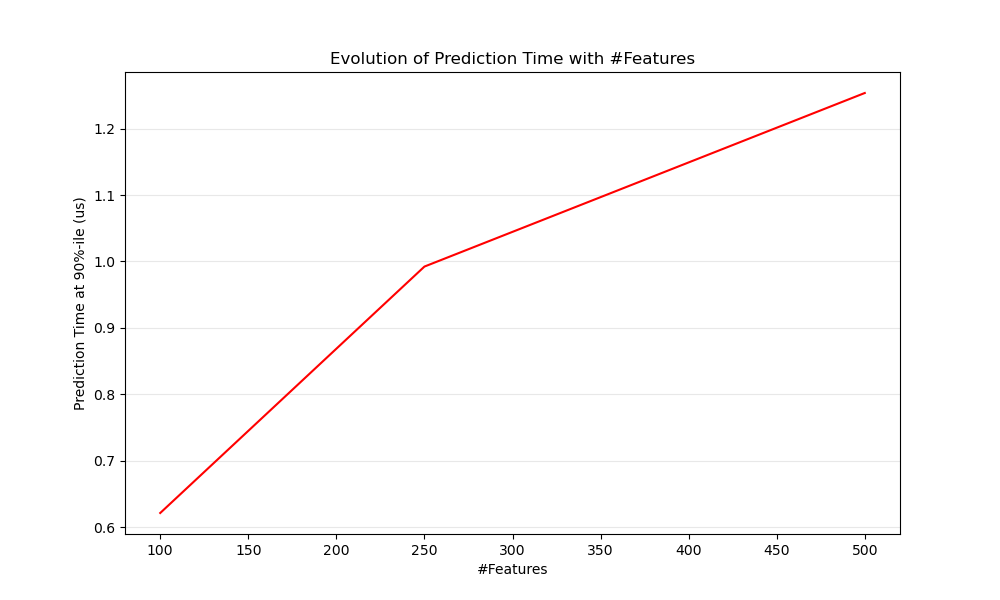 Evolution of Prediction Time with #Features
Prediction Time at 90%-ile (us)
1.2
1.1
1.0
0.9
0.8
0.7
0.6
100 150 200 250 300 350 400 450 500
#Features